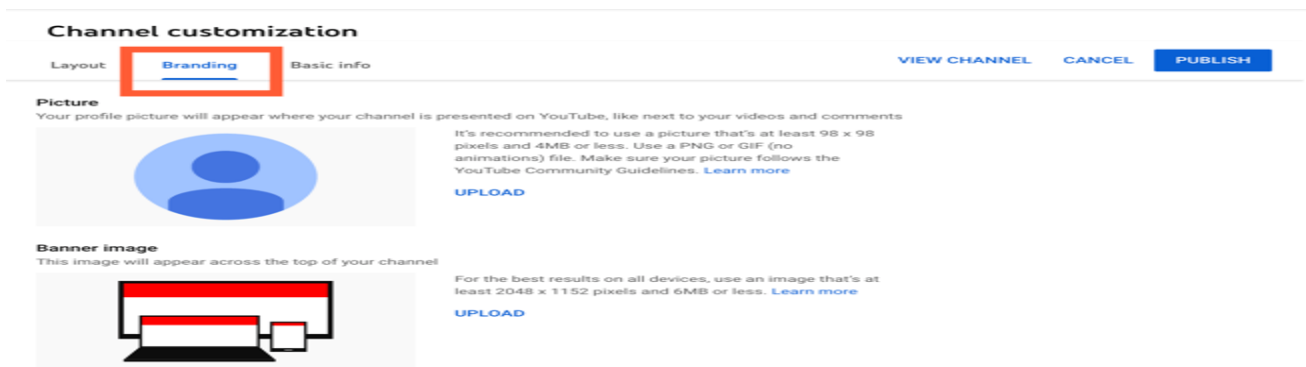 Channel customization
Layout Branding Basic info VIEW CHANNEL CANCEL PUBLISH
Picture
Your profile picture will appear where your channel is presented on YouTube, like next to your videos and comments
It's recommended to use a picture that's at least 98 x 98
pixels and 4MB or less. Use a PNG or GIF (no
animations) file. Make sure your picture follows the
YouTube Community Guidelines. Learn more
UPLOAD
Banner image
This image will appear across the top of your channel
For the best results on all devices, use an image that's at
least 2048 x 1152 pixels and 6MB or less. Learn more
UPLOAD